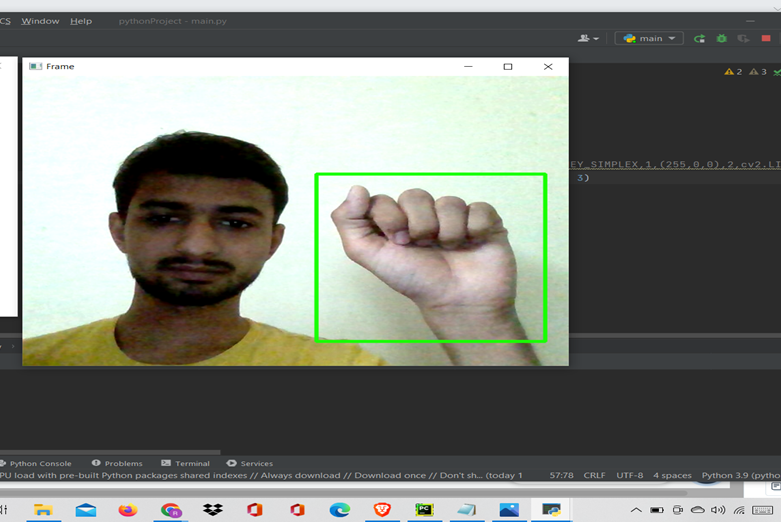 CS Window Help pythonProject - main.py
main
Frame
2 3
EY_SIMPLEX,1,(255,0,0),2,cv2.LI
3)
Python Console Problems Terminal Services
PU load with pre-built Python packages shared indexes // Always download // Download once // Don't sh... (today 1 57:78 CRLF UTF-8 4 spaces Python 3.9 (pytho
PC